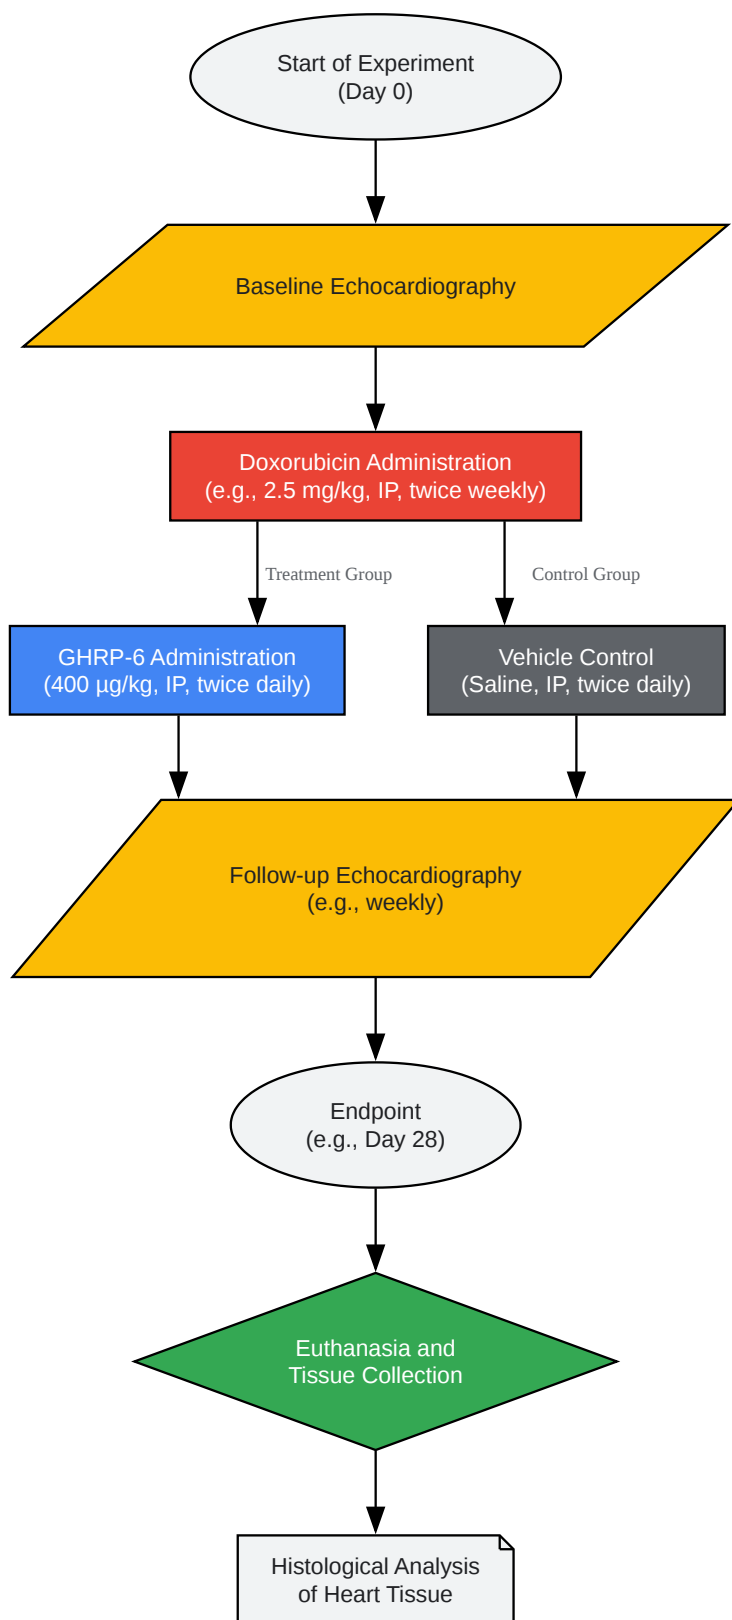 Start of Experiment
(Day 0)
Baseline Echocardiography
Doxorubicin Administration
(e.g., 2.5 mg/kg, IP, twice weekly)
Treatment Group
Control Group
GHRP-6 Administration
(400 µg/kg, IP, twice daily)
Vehicle Control
(Saline, IP, twice daily)
Follow-up Echocardiography
(e.g., weekly)
Endpoint
(e.g., Day 28)
Euthanasia and
Tissue Collection
Histological Analysis
of Heart Tissue